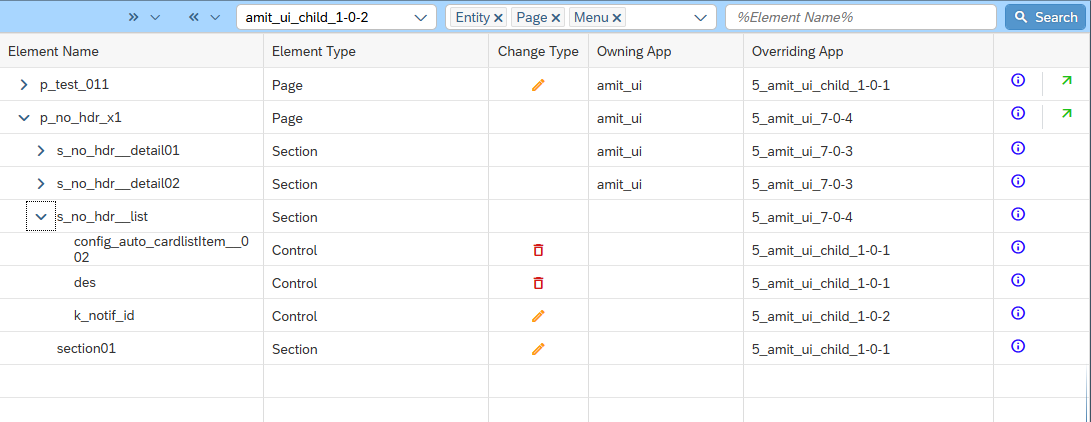 amit_ui_child_1-0-2 Entity Page Menu %Element Name% Search
Element Name Element Type Change Type Owning App Overriding App
p_test_011 Page amit_ui 5_amit_ui_child_1-0-1
p_no_hdr_x1 Page amit_ui 5_amit_ui_7-0-4
s_no_hdr__detail01 Section amit_ui 5_amit_ui_7-0-3
s_no_hdr__detail02 Section amit_ui 5_amit_ui_7-0-3
s_no_hdr__list Section 5_amit_ui_7-0-4
config_auto_cardlistItem__0
02 Control 5_amit_ui_child_1-0-1
des Control 5_amit_ui_child_1-0-1
k_notif_id Control 5_amit_ui_child_1-0-2
section01 Section 5_amit_ui_child_1-0-1